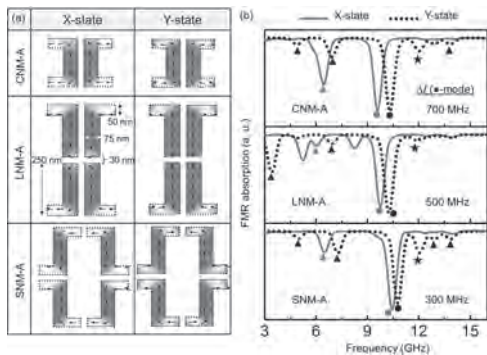 (a)
X-state
Y-state
CNM-A
LNM-A
50 nm
75 nm
30 nm
250 nm
SNM-A
(b)
X-state
Y-state
Δf (●-mode)
CNM-A
700 MHz
LNM-A
500 MHz
SNM-A
300 MHz
FMR absorption (a. u.)
3 6 9 12 15
Frequency (GHz)